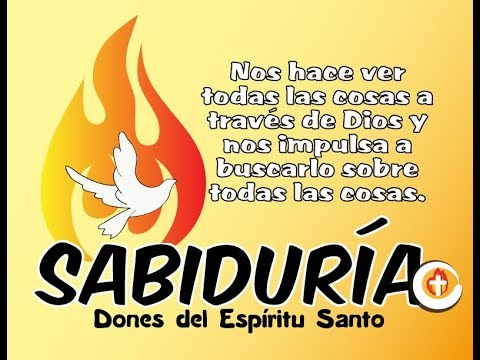 Nos hace ver
todas las cosas a
través de Dios y
nos impulsa a
buscarlo sobre
todas las cosas.
SABIDURÍA
Dones del Espíritu Santo